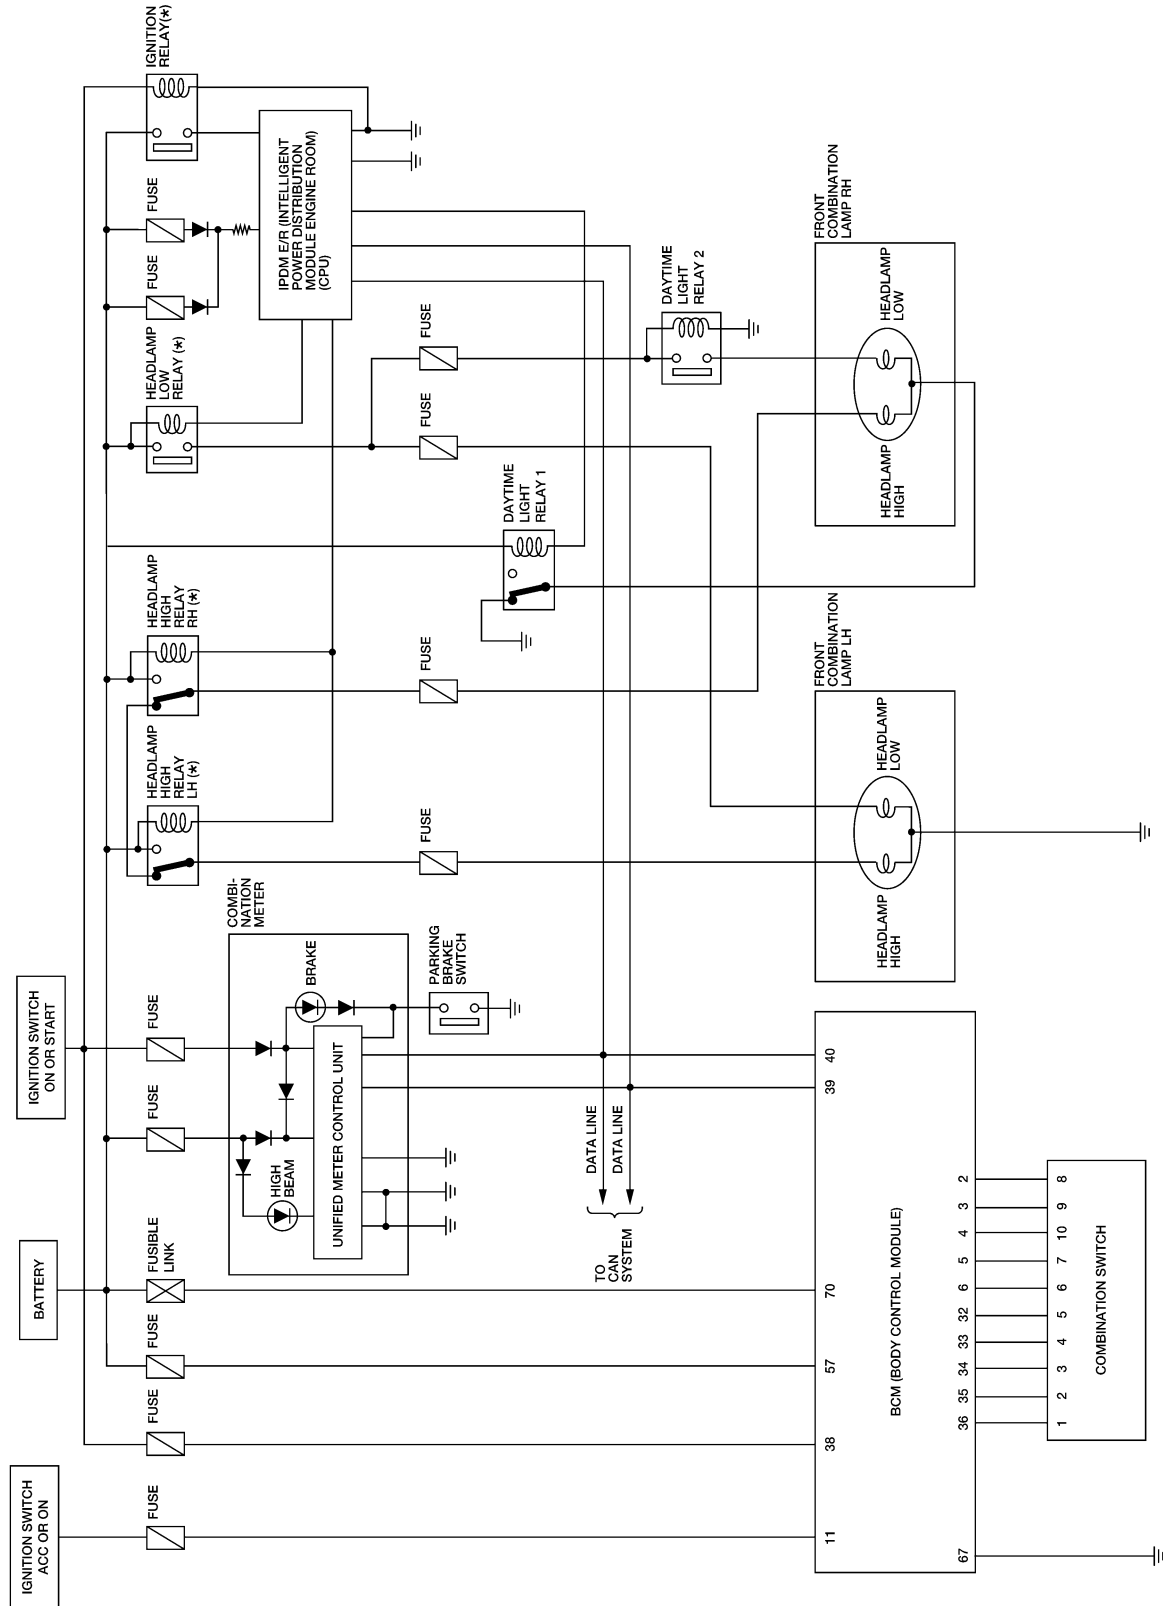 IGNITION SWITCH
ACC OR ON
BATTERY
IGNITION SWITCH
ON OR START
FUSE
FUSE
FUSE
FUSIBLE
LINK
FUSE
FUSE
HEADLAMP
HIGH
RELAY
LH (*)
HEADLAMP
HIGH
RELAY
RH (*)
HEADLAMP
LOW
RELAY (*)
FUSE
FUSE
IGNITION
RELAY(*)
COMBI-
NATION
METER
HIGH
BEAM
BRAKE
UNIFIED METER CONTROL UNIT
PARKING
BRAKE
SWITCH
IPDM E/R (INTELLIGENT
POWER DISTRIBUTION
MODULE ENGINE ROOM)
(CPU)
FUSE
FUSE
FUSE
FUSE
DAYTIME
LIGHT
RELAY 1
DAYTIME
LIGHT
RELAY 2
TO
CAN
SYSTEM
DATA LINE
DATA LINE
11
38
57
70
39
40
BCM (BODY CONTROL MODULE)
67
36
35
34
33
32
6
5
4
3
2
1
2
3
4
5
6
7
10
9
8
COMBINATION SWITCH
FRONT
COMBINATION
LAMP LH
HEADLAMP
HIGH
HEADLAMP
LOW
FRONT
COMBINATION
LAMP RH
HEADLAMP
HIGH
HEADLAMP
LOW